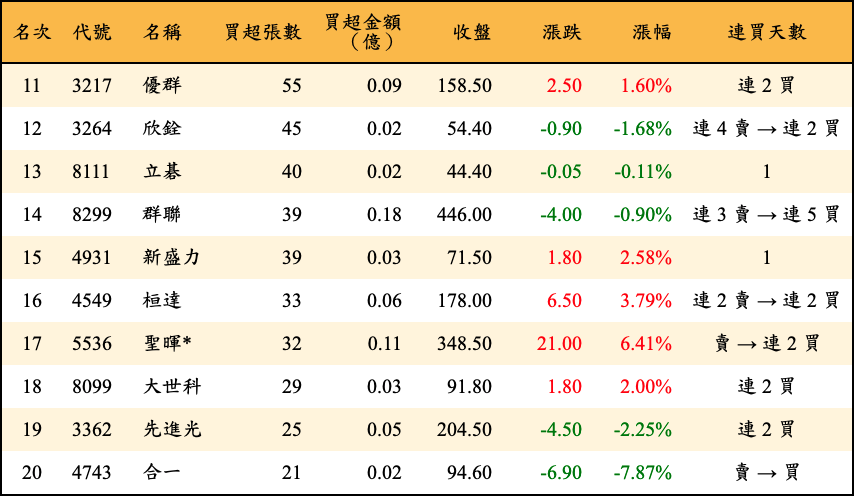 名次 代號 名稱 買超張數 買超金額（億） 收盤 漲跌 漲幅 連買天數
11 3217 優群 55 0.09 158.50 2.50 1.60% 連 2 買
12 3264 欣銓 45 0.02 54.40 -0.90 -1.68% 連 4 賣 → 連 2 買
13 8111 立碁 40 0.02 44.40 -0.05 -0.11% 1
14 8299 群聯 39 0.18 446.00 -4.00 -0.90% 連 3 賣 → 連 5 買
15 4931 新盛力 39 0.03 71.50 1.80 2.58% 1
16 4549 桓達 33 0.06 178.00 6.50 3.79% 連 2 賣 → 連 2 買
17 5536 聖暉* 32 0.11 348.50 21.00 6.41% 賣 → 連 2 買
18 8099 大世科 29 0.03 91.80 1.80 2.00% 連 2 買
19 3362 先進光 25 0.05 204.50 -4.50 -2.25% 連 2 買
20 4743 合一 21 0.02 94.60 -6.90 -7.87% 賣 → 買